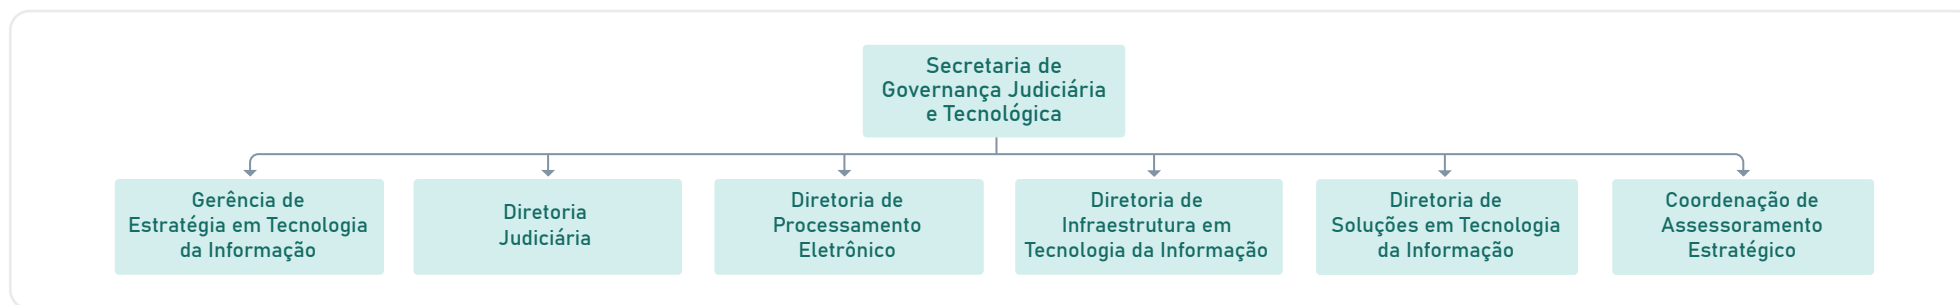 Secretaria de
Governança Judiciária
e Tecnológica
Gerência de
Estratégia em Tecnologia
da Informação
Diretoria
Judiciária
Diretoria de
Processamento
Eletrônico
Diretoria de
Infraestrutura em
Tecnologia da Informação
Diretoria de
Soluções em Tecnologia
da Informação
Coordenação de
Assessoramento
Estratégico